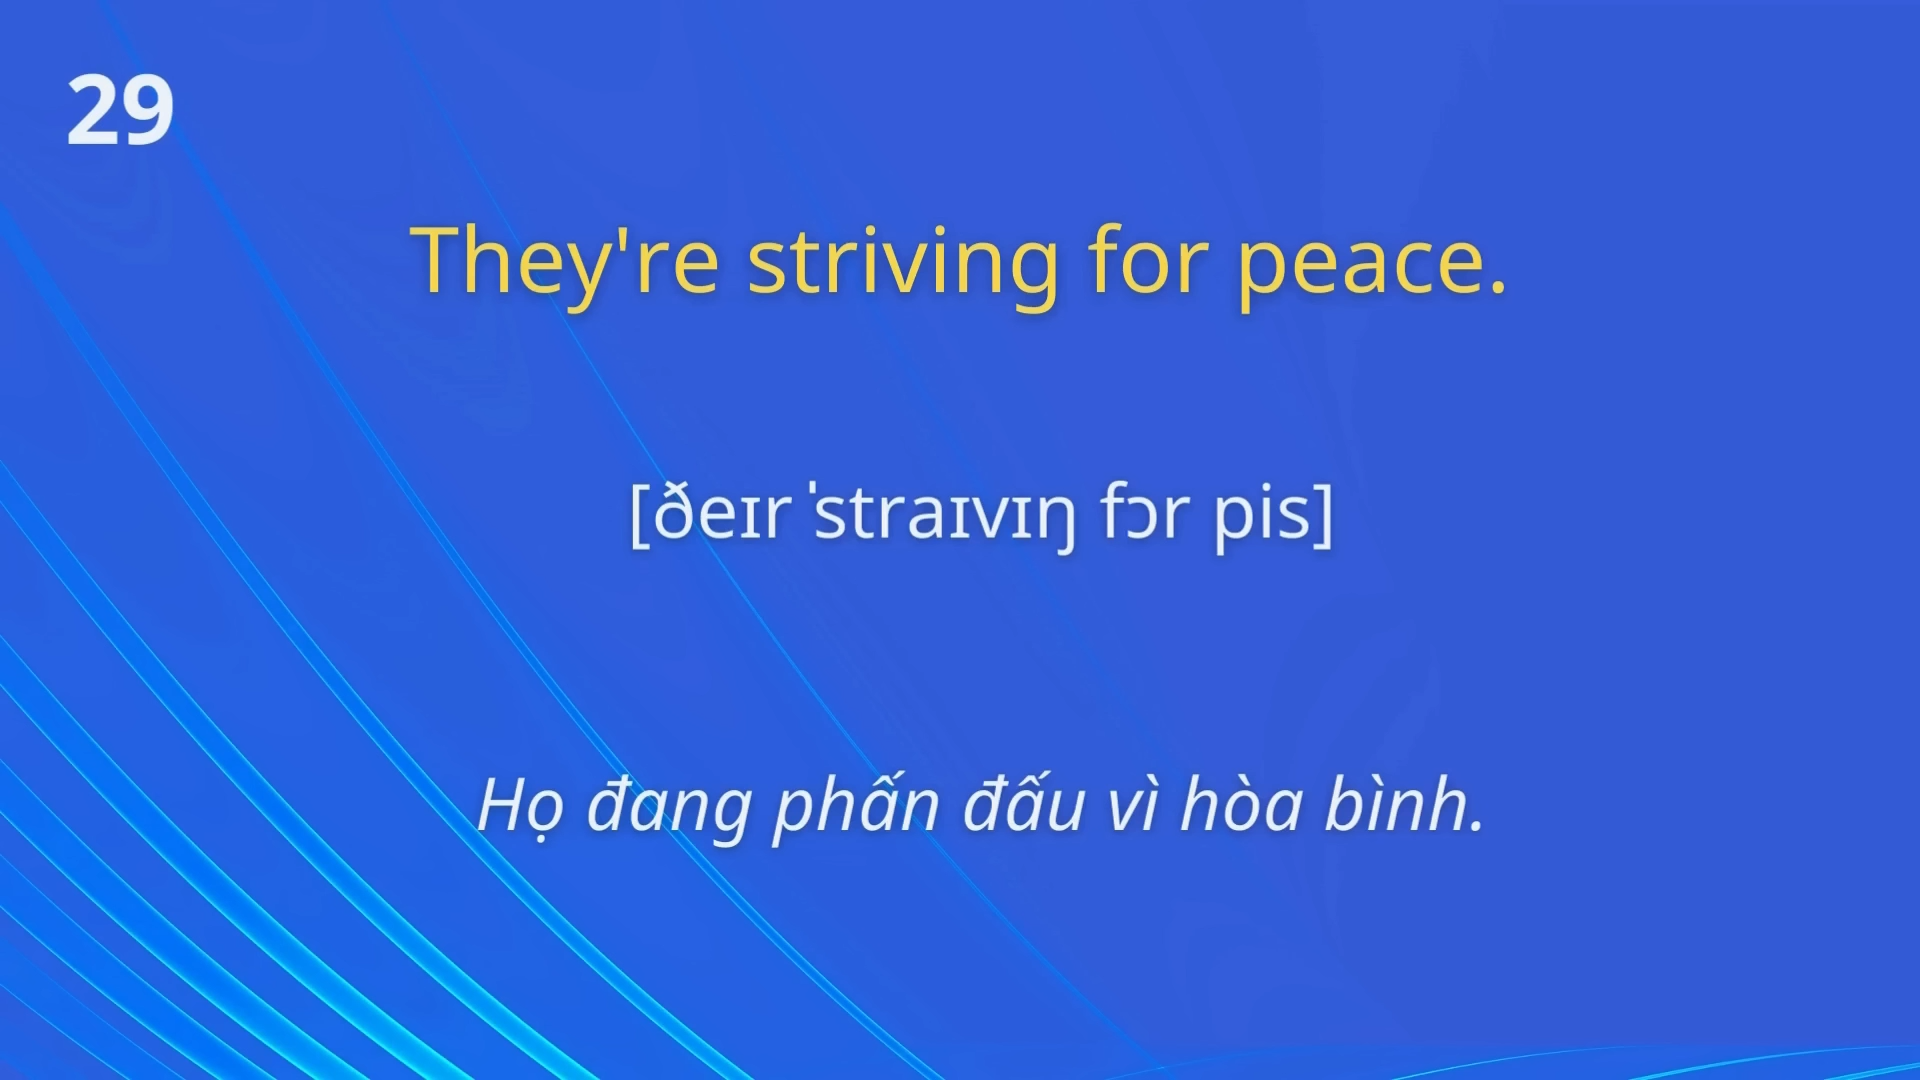 29
They're striving for peace.
[ðeɪr ˈstraɪvɪŋ fɔr pis]
Họ đang phấn đấu vì hòa bình.